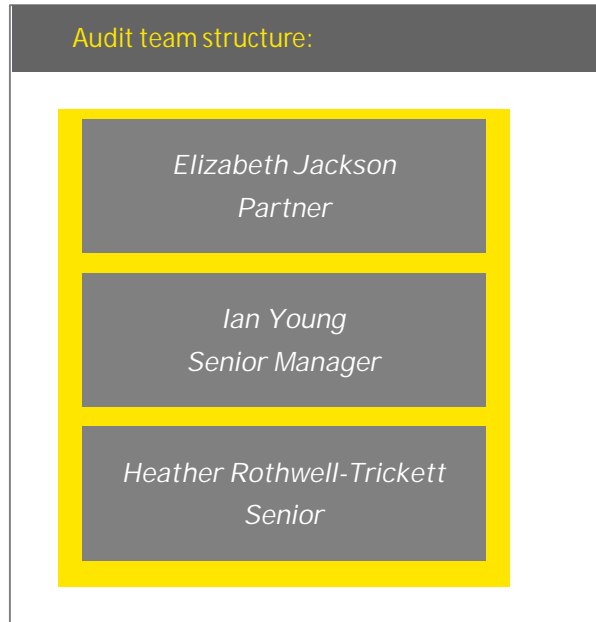 Audit team structure:
Elizabeth Jackson
Partner
Ian Young
Senior Manager
Heather Rothwell-Trickett
Senior